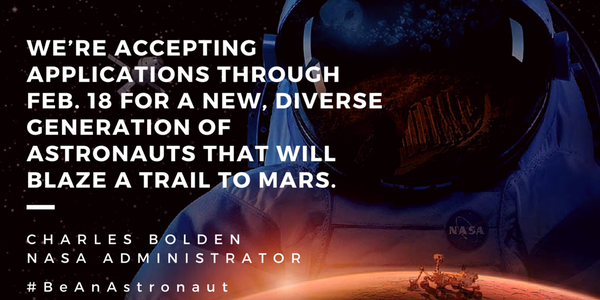 WE'RE ACCEPTING
APPLICATIONS THROUGH
FEB. 18 FOR A NEW, DIVERSE
GENERATION OF
ASTRONAUTS THAT WILL
BLAZE A TRAIL TO MARS.
CHARLES BOLDEN
NASA ADMINISTRATOR
#BeAnAstronaut
NASA